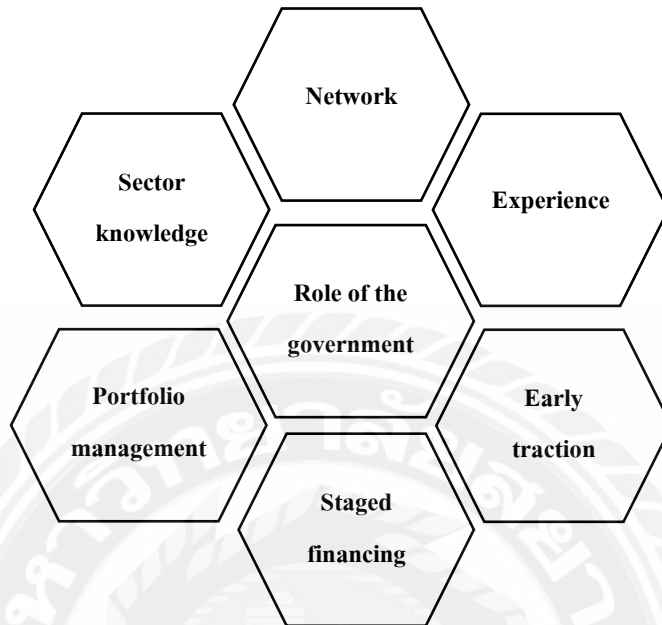 Network
Sector
knowledge
Experience
Role of the
government
Portfolio
management
Early
traction
Staged
financing